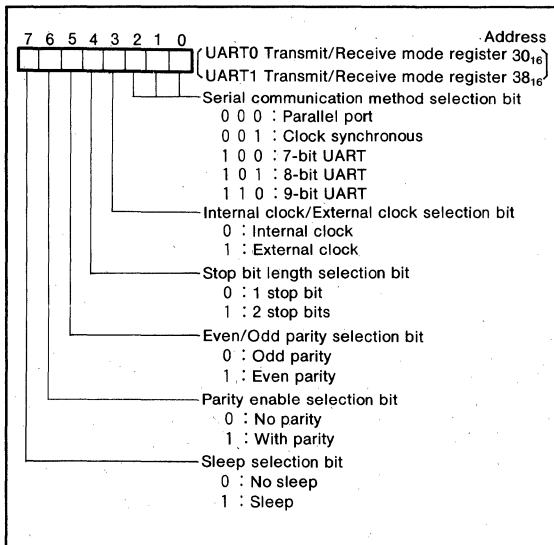 Address
7 6 5 4 3 2 1 0
UART0 Transmit/Receive mode register 30₁₆
UART1 Transmit/Receive mode register 38₁₆
Serial communication method selection bit
0 0 0 : Parallel port
0 0 1 : Clock synchronous
1 0 0 : 7-bit UART
1 0 1 : 8-bit UART
1 1 0 : 9-bit UART
Internal clock/External clock selection bit
0 : Internal clock
1 : External clock
Stop bit length selection bit
0 : 1 stop bit
1 : 2 stop bits
Even/Odd parity selection bit
0 : Odd parity
1 : Even parity
Parity enable selection bit
0 : No parity
1 : With parity
Sleep selection bit
0 : No sleep
1 : Sleep